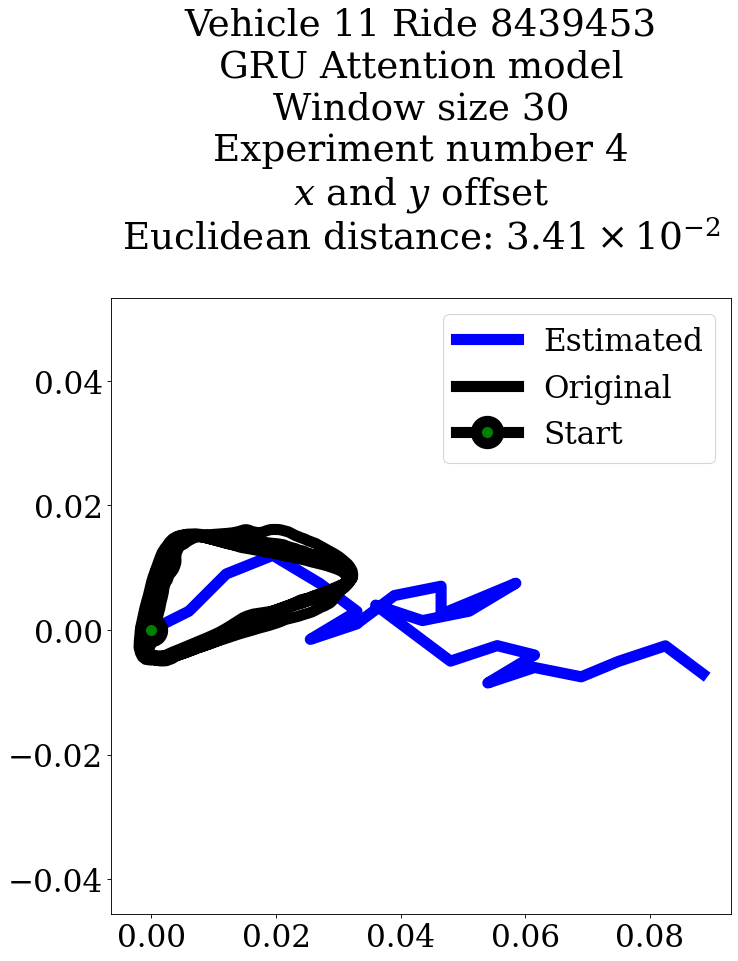 Vehicle 11 Ride 8439453
GRU Attention model
Window size 30
Experiment number 4
x and y offset
Euclidean distance: 3.41 × 10⁻²
Estimated
Original
Start
0.04
0.02
0.00
−0.02
−0.04
0.00 0.02 0.04 0.06 0.08